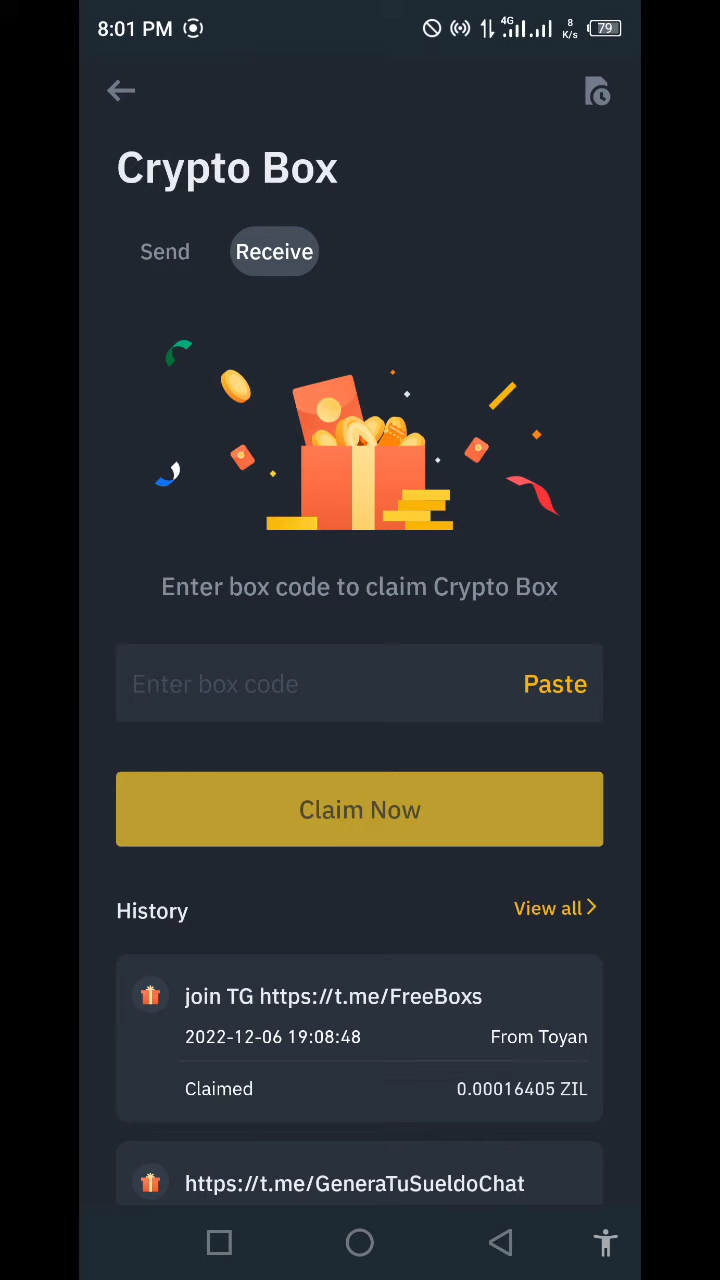 8:01 PM 4G 8 K/s 79
Crypto Box
Send Receive
Enter box code to claim Crypto Box
Enter box code Paste
Claim Now
History View all
join TG https://t.me/FreeBoxs
2022-12-06 19:08:48 From Toyan
Claimed 0.00016405 ZIL
https://t.me/GeneraTuSueldoChat